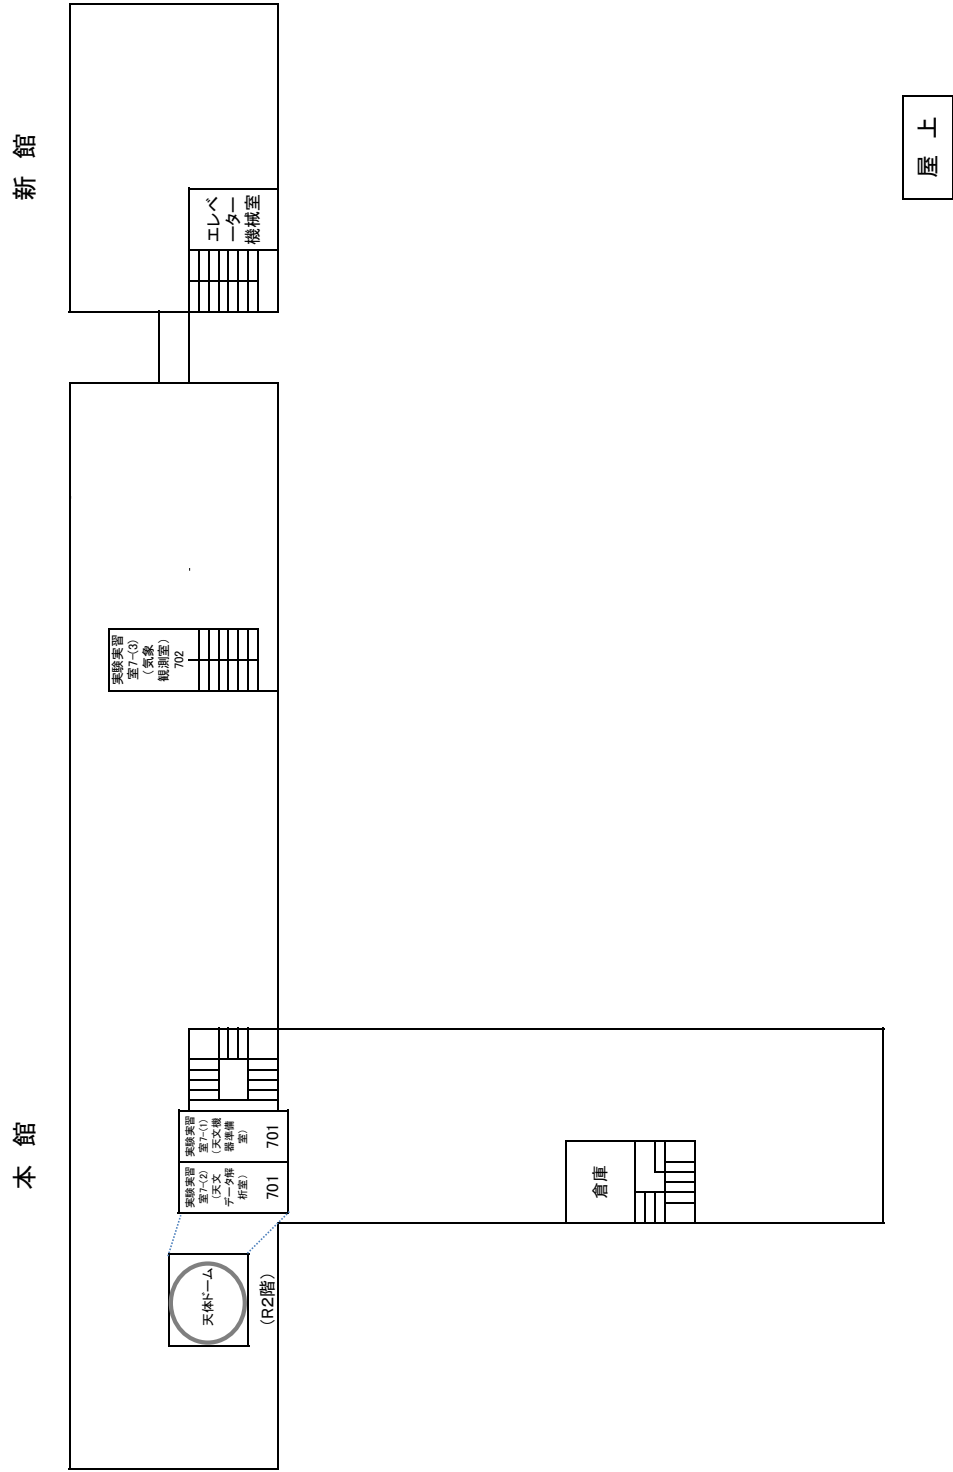 新 館
屋 上
エレベ
ーター
機械室
実験実習
室7-(3)
(気象
観測室)
702
本 館
実験実習
室7-(1)
(天文機
器準備
室)
701
実験実習
室7-(2)
(天文
データ解
析室)
701
倉庫
天体ドーム
(R2階)